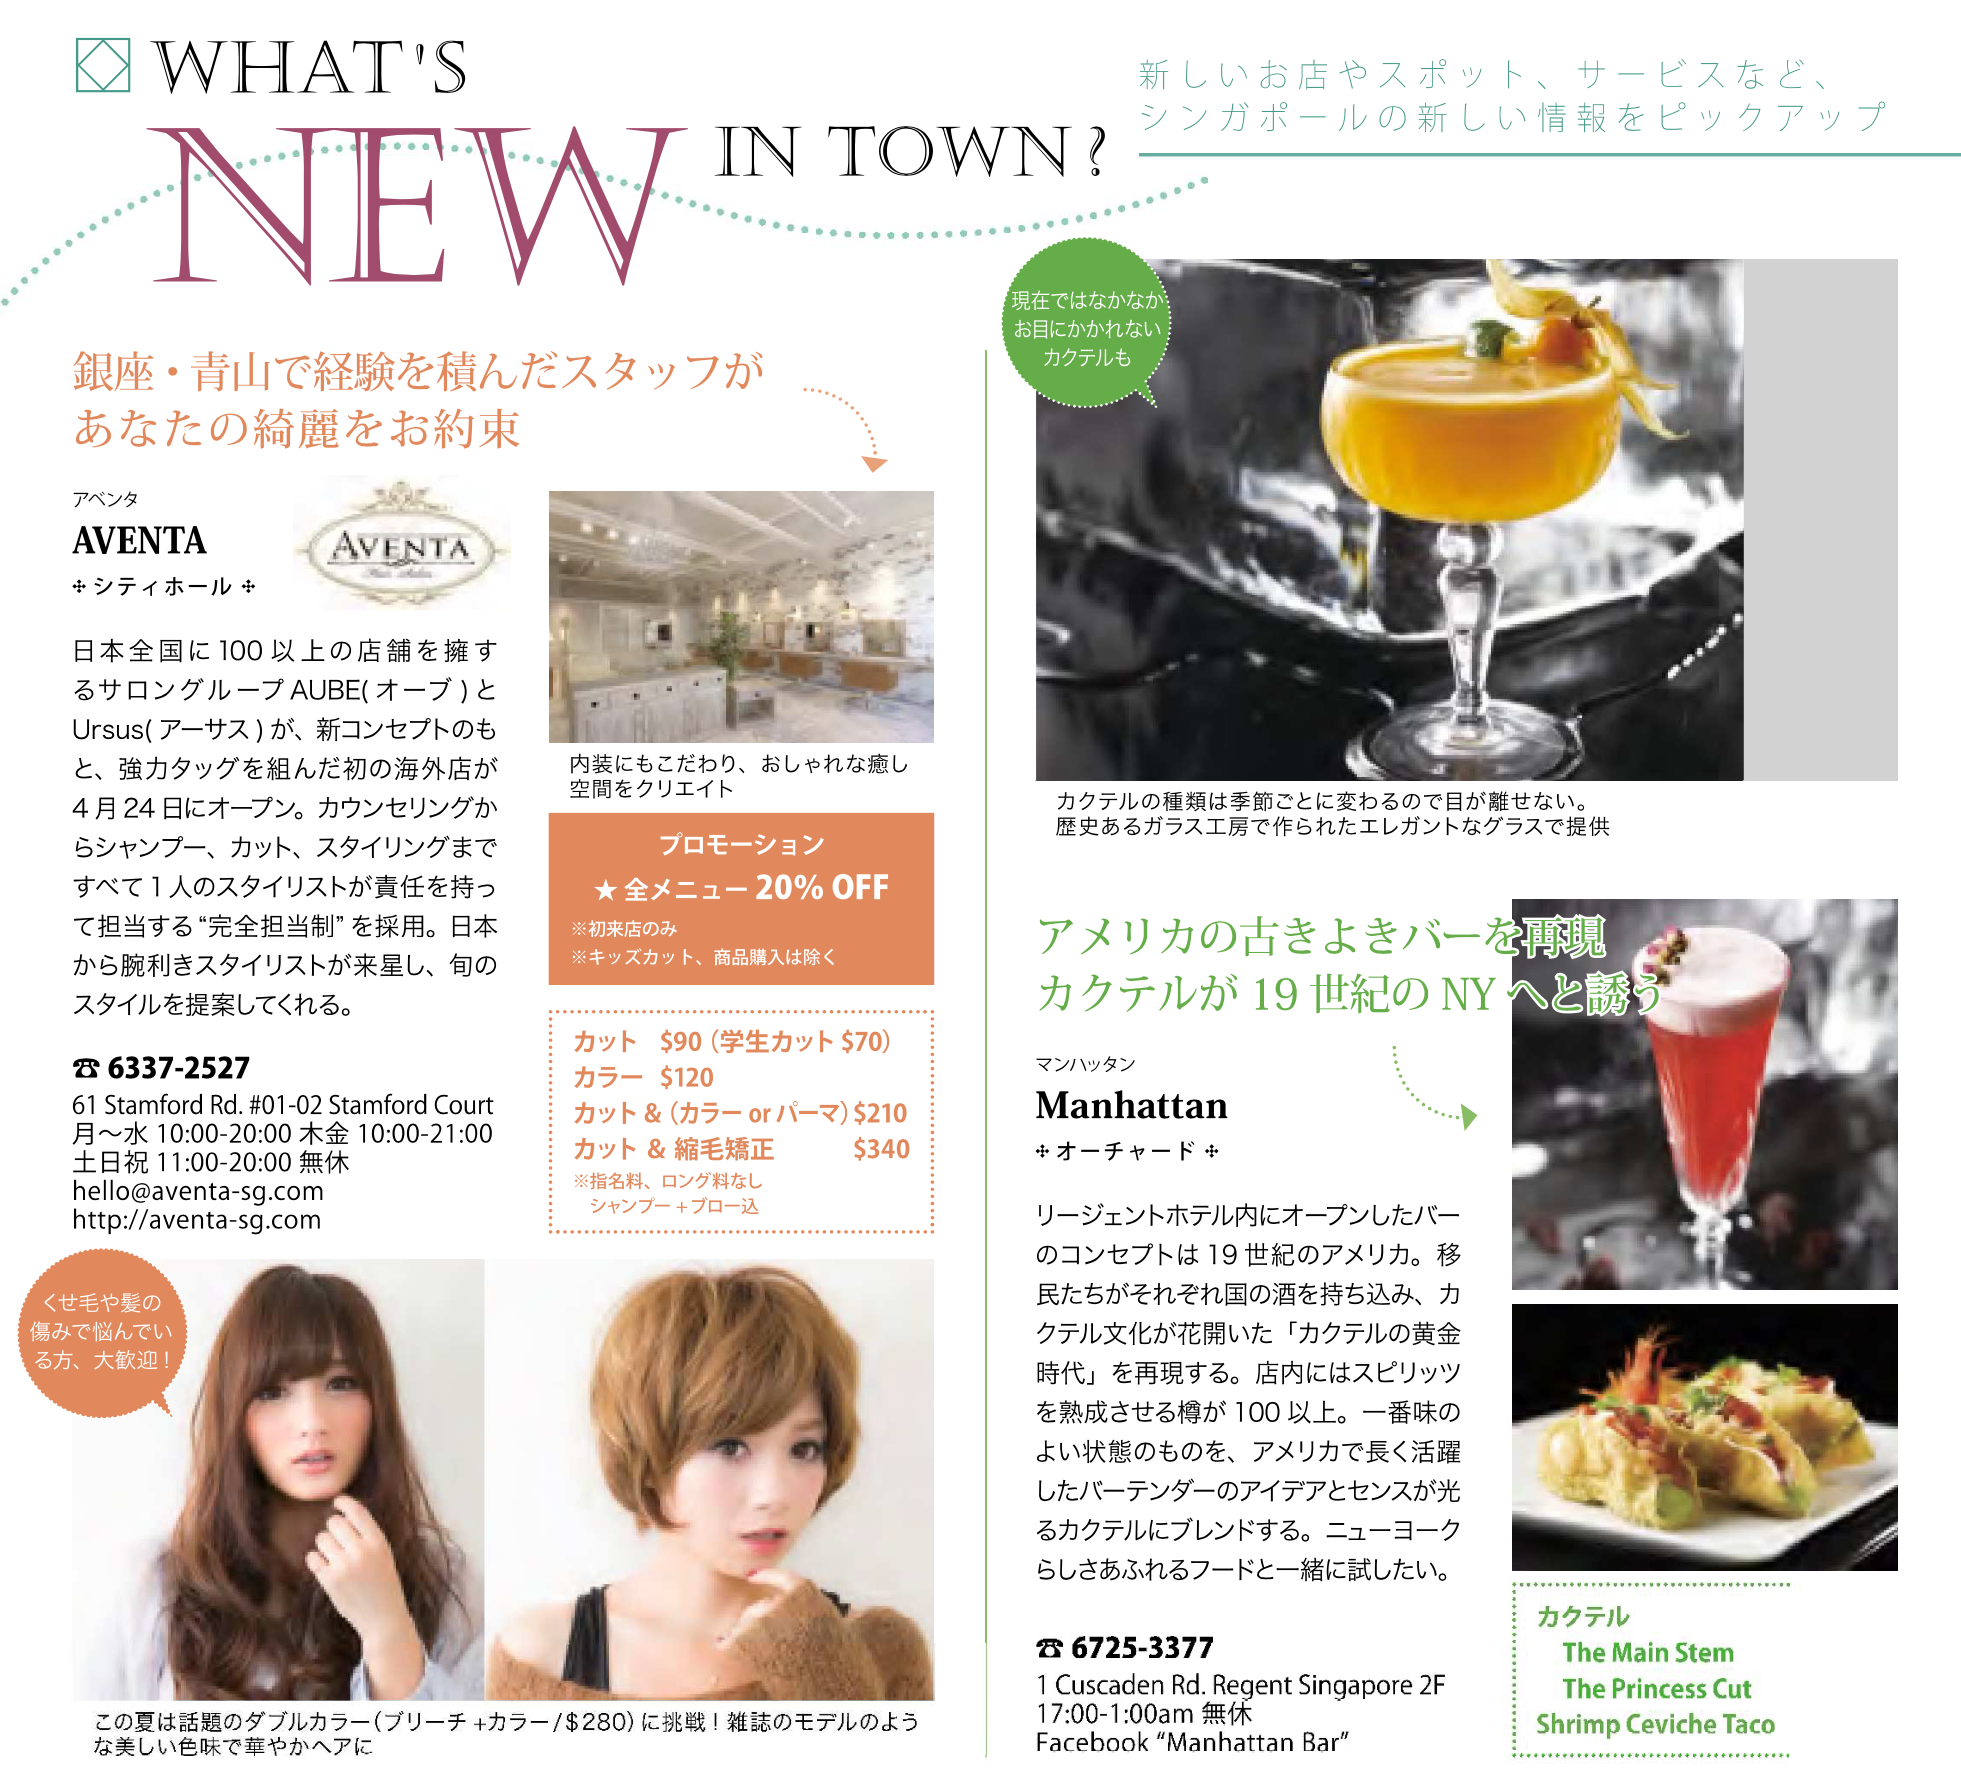 WHAT'S
NEW IN TOWN?
新しいお店やスポット、サービスなど、
シンガポールの新しい情報をピックアップ
銀座・青山で経験を積んだスタッフが
あなたの綺麗をお約束
アベンタ
AVENTA
シティホール
AVENTA
日本全国に100以上の店舗を擁す
るサロングループAUBE(オーブ)と
Ursus(アーサス)が、新コンセプトのも
と、強力タッグを組んだ初の海外店が
4月24日にオープン。カウンセリングか
らシャンプー、カット、スタイリングまで
すべて1人のスタイリストが責任を持っ
て担当する“完全担当制”を採用。日本
から腕利きスタイリストが来星し、旬の
スタイルを提案してくれる。
☎ 6337-2527
61 Stamford Rd. #01-02 Stamford Court
月〜水 10:00-20:00 木金 10:00-21:00
土日祝 11:00-20:00 無休
hello@aventa-sg.com
http://aventa-sg.com
内装にもこだわり、おしゃれな癒し
空間をクリエイト
プロモーション
★ 全メニュー 20% OFF
※初来店のみ
※キッズカット、商品購入は除く
カット $90（学生カット $70）
カラー $120
カット &（カラー or パーマ）$210
カット & 縮毛矯正 $340
※指名料、ロング料なし
シャンプー + ブロー込
くせ毛や髪の
傷みで悩んでい
る方、大歓迎！
この夏は話題のダブルカラー（ブリーチ +カラー/$280）に挑戦！雑誌のモデルのよう
な美しい色味で華やかヘアに
現在ではなかなか
お目にかかれない
カクテルも
カクテルの種類は季節ごとに変わるので目が離せない。
歴史あるガラス工房で作られたエレガントなグラスで提供
アメリカの古きよきバーを再現
カクテルが 19 世紀の NY へと誘う
マンハッタン
Manhattan
オーチャード
リージェントホテル内にオープンしたバー
のコンセプトは 19 世紀のアメリカ。移
民たちがそれぞれ国の酒を持ち込み、カ
クテル文化が花開いた「カクテルの黄金
時代」を再現する。店内にはスピリッツ
を熟成させる樽が 100 以上。一番味の
よい状態のものを、アメリカで長く活躍
したバーテンダーのアイデアとセンスが光
るカクテルにブレンドする。ニューヨーク
らしさあふれるフードと一緒に試したい。
☎ 6725-3377
1 Cuscaden Rd. Regent Singapore 2F
17:00-1:00am 無休
Facebook “Manhattan Bar”
カクテル
The Main Stem
The Princess Cut
Shrimp Ceviche Taco